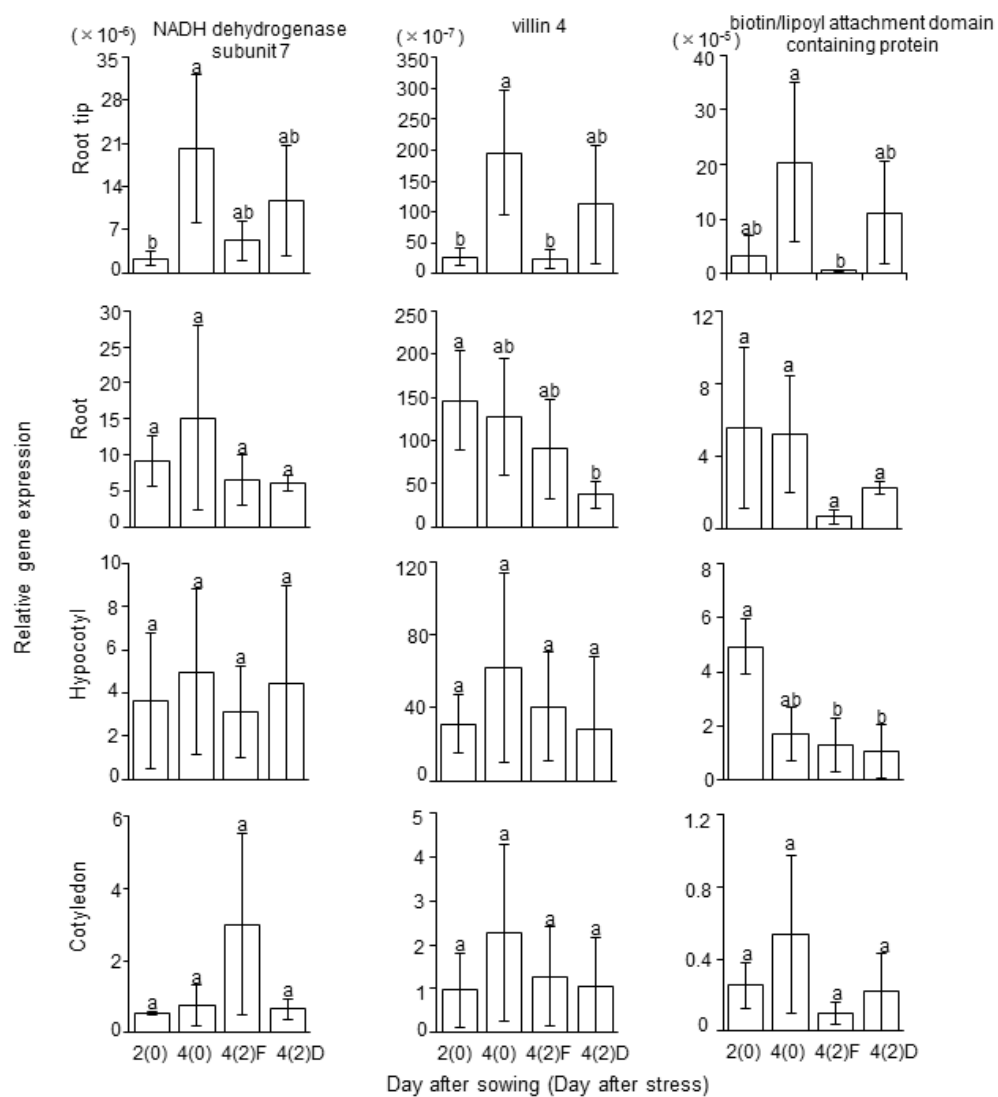 NADH dehydrogenase
subunit 7
villin 4
biotin/lipoyl attachment domain
containing protein
(×10-6)
(×10-7)
(×10-5)
Relative gene expression
Root tip
35
28
21
14
7
0
b
a
ab
ab
350
300
250
200
150
100
50
0
b
a
b
ab
40
30
20
10
0
ab
a
b
ab
Root
30
25
20
15
10
5
0
a
a
a
a
250
200
150
100
50
0
a
ab
ab
b
12
8
4
0
a
a
a
a
Hypocotyl
10
8
6
4
2
0
a
a
a
a
120
80
40
0
a
a
a
a
8
6
4
2
0
a
ab
b
b
Cotyledon
6
4
2
0
a
a
a
a
5
4
3
2
1
0
a
a
a
a
1.2
0.8
0.4
0
a
a
a
a
2(0) 4(0) 4(2)F 4(2)D
2(0) 4(0) 4(2)F 4(2)D
2(0) 4(0) 4(2)F 4(2)D
Day after sowing (Day after stress)